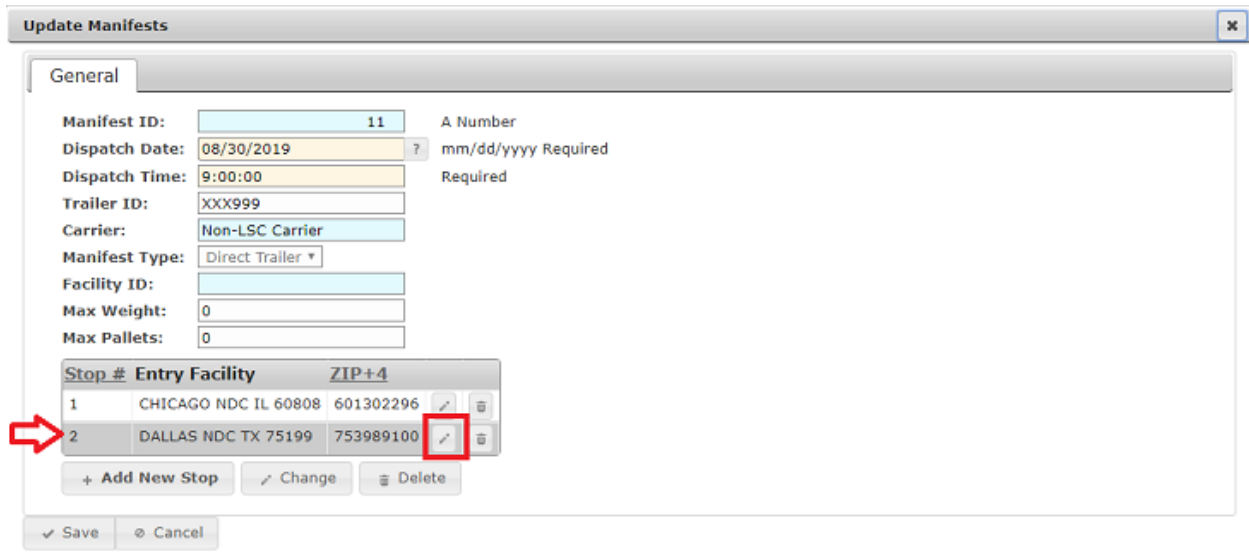 Update Manifests
General
Manifest ID: 11 A Number
Dispatch Date: 08/30/2019 ? mm/dd/yyyy Required
Dispatch Time: 9:00:00 Required
Trailer ID: XXX999
Carrier: Non-LSC Carrier
Manifest Type: Direct Trailer
Facility ID:
Max Weight: 0
Max Pallets: 0
Stop # Entry Facility ZIP+4
1 CHICAGO NDC IL 60808 601302296
2 DALLAS NDC TX 75199 753989100
+ Add New Stop Change Delete
Save Cancel